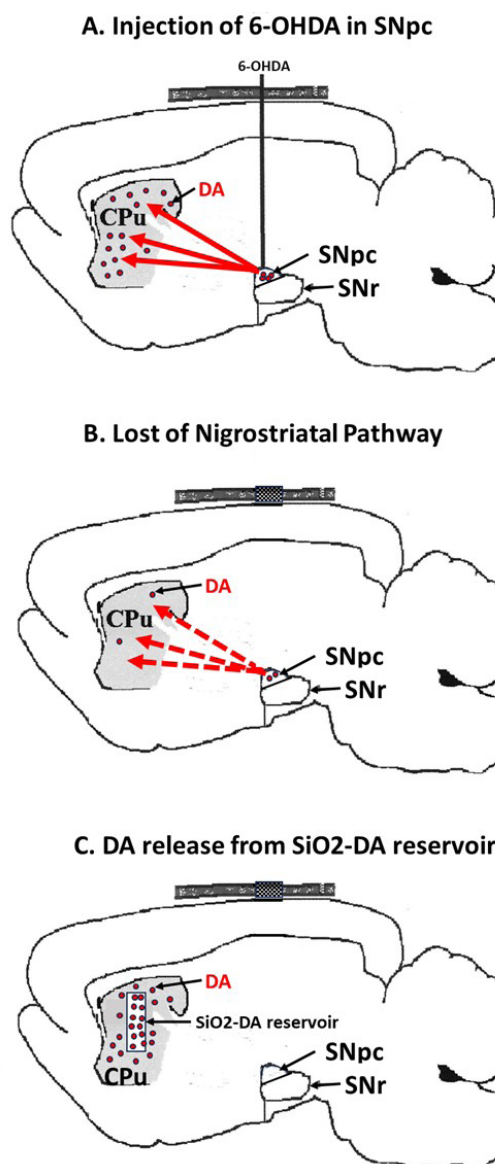 A. Injection of 6-OHDA in SNpc
6-OHDA
DA
CPu
SNpc
SNr
B. Lost of Nigrostriatal Pathway
DA
CPu
SNpc
SNr
C. DA release from SiO2-DA reservoir
DA
SiO2-DA reservoir
SNpc
CPu
SNr